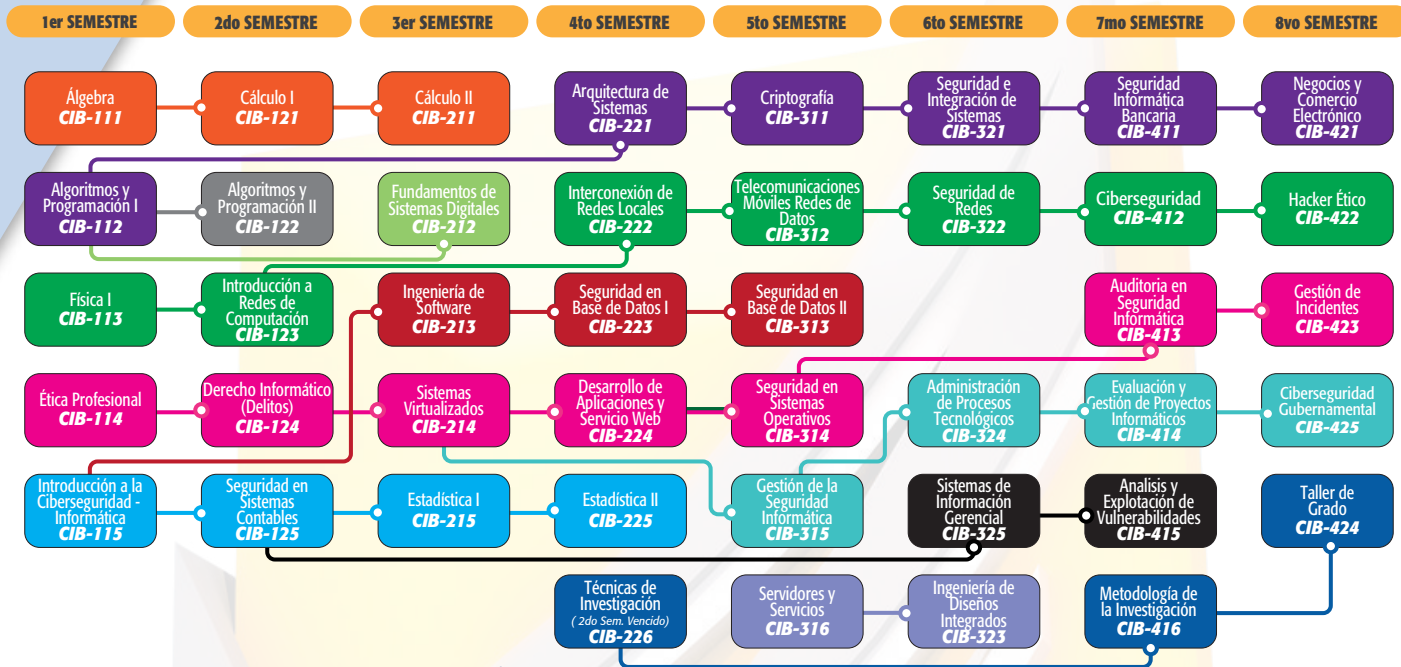 1er SEMESTRE
2do SEMESTRE
3er SEMESTRE
4to SEMESTRE
5to SEMESTRE
6to SEMESTRE
7mo SEMESTRE
8vo SEMESTRE
Álgebra
CIB-111
Cálculo I
CIB-121
Cálculo II
CIB-211
Arquitectura de
Sistemas
CIB-221
Criptografía
CIB-311
Seguridad e
Integración de
Sistemas
CIB-321
Seguridad
Informática
Bancaria
CIB-411
Negocios y
Comercio
Electrónico
CIB-421
Algoritmos y
Programación I
CIB-112
Algoritmos y
Programación II
CIB-122
Fundamentos de
Sistemas Digitales
CIB-212
Interconexión de
Redes Locales
CIB-222
Telecomunicaciones
Móviles Redes de
Datos
CIB-312
Seguridad de
Redes
CIB-322
Ciberseguridad
CIB-412
Hacker Ético
CIB-422
Física I
CIB-113
Introducción a
Redes de
Computación
CIB-123
Ingeniería de
Software
CIB-213
Seguridad en
Base de Datos I
CIB-223
Seguridad en
Base de Datos II
CIB-313
Auditoria en
Seguridad
Informática
CIB-413
Gestión de
Incidentes
CIB-423
Ética Profesional
CIB-114
Derecho Informático
(Delitos)
CIB-124
Sistemas
Virtualizados
CIB-214
Desarrollo de
Aplicaciones y
Servicio Web
CIB-224
Seguridad en
Sistemas
Operativos
CIB-314
Administración
de Procesos
Tecnológicos
CIB-324
Evaluación y
Gestión de Proyectos
Informáticos
CIB-414
Ciberseguridad
Gubernamental
CIB-425
Introducción a la
Ciberseguridad -
Informática
CIB-115
Seguridad en
Sistemas
Contables
CIB-125
Estadística I
CIB-215
Estadística II
CIB-225
Gestión de la
Seguridad
Informática
CIB-315
Sistemas de
Información
Gerencial
CIB-325
Analisis y
Explotación de
Vulnerabilidades
CIB-415
Taller de
Grado
CIB-424
Técnicas de
Investigación
( 2do Sem. Vencido)
CIB-226
Servidores y
Servicios
CIB-316
Ingeniería de
Diseños
Integrados
CIB-323
Metodología de
la Investigación
CIB-416